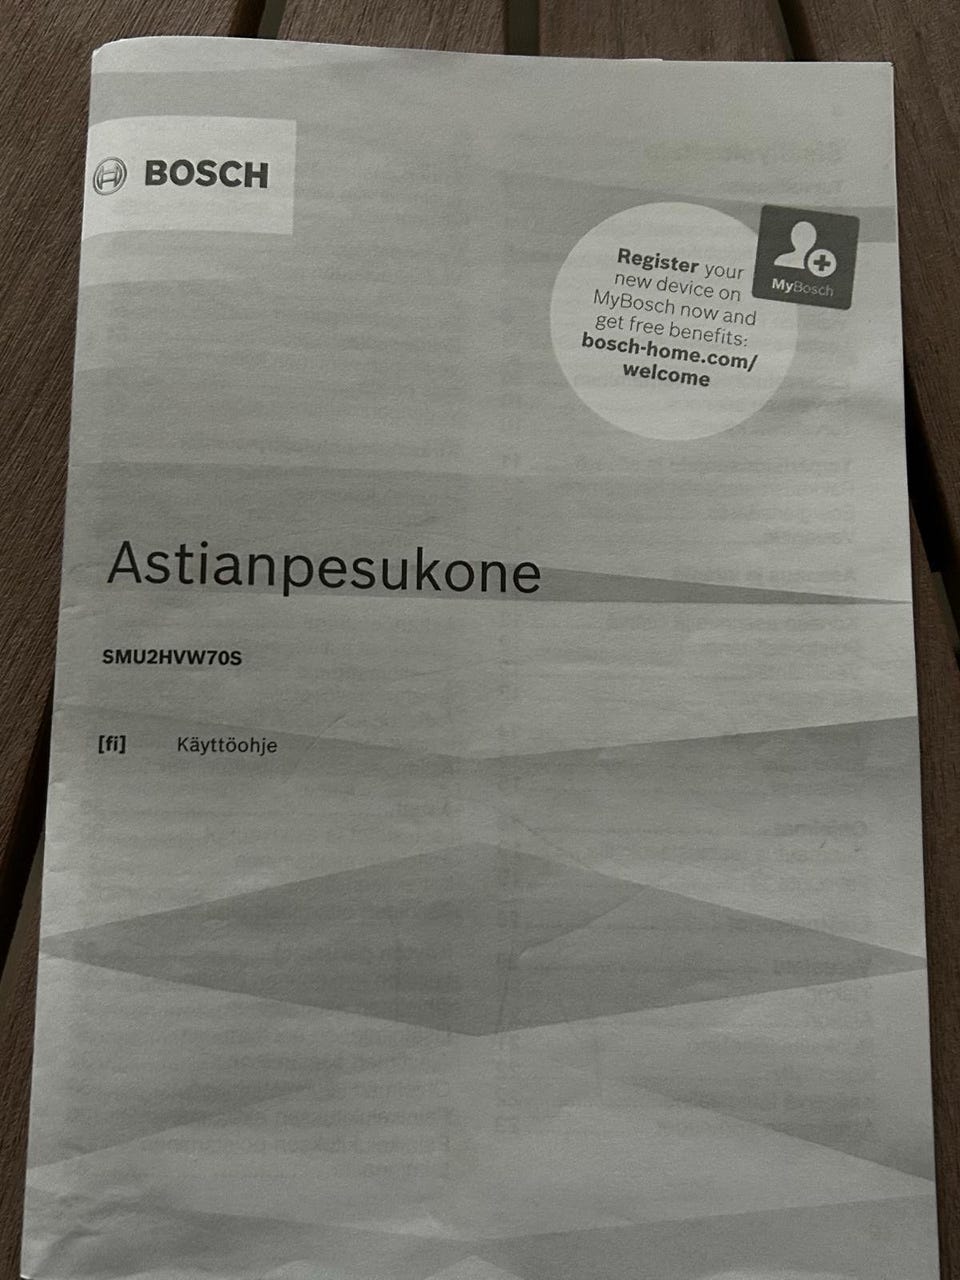 BOSCH
Register your
new device on
MyBosch now and
get free benefits:
bosch-home.com/
welcome
MyBosch
Astianpesukone
SMU2HVW70S
[fi] Käyttöohje